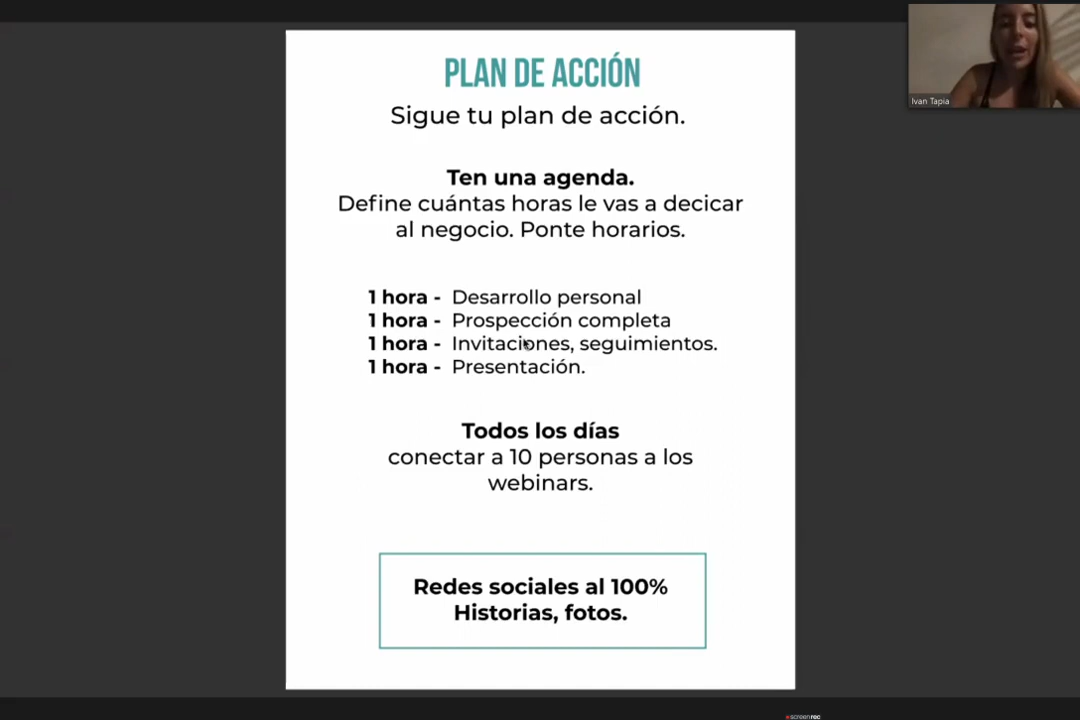 PLAN DE ACCIÓN
Sigue tu plan de acción.
Ten una agenda.
Define cuántas horas le vas a decicar
al negocio. Ponte horarios.
1 hora - Desarrollo personal
1 hora - Prospección completa
1 hora - Invitaciones, seguimientos.
1 hora - Presentación.
Todos los días
conectar a 10 personas a los
webinars.
Redes sociales al 100%
Historias, fotos.
Ivan Tapia
screenrec